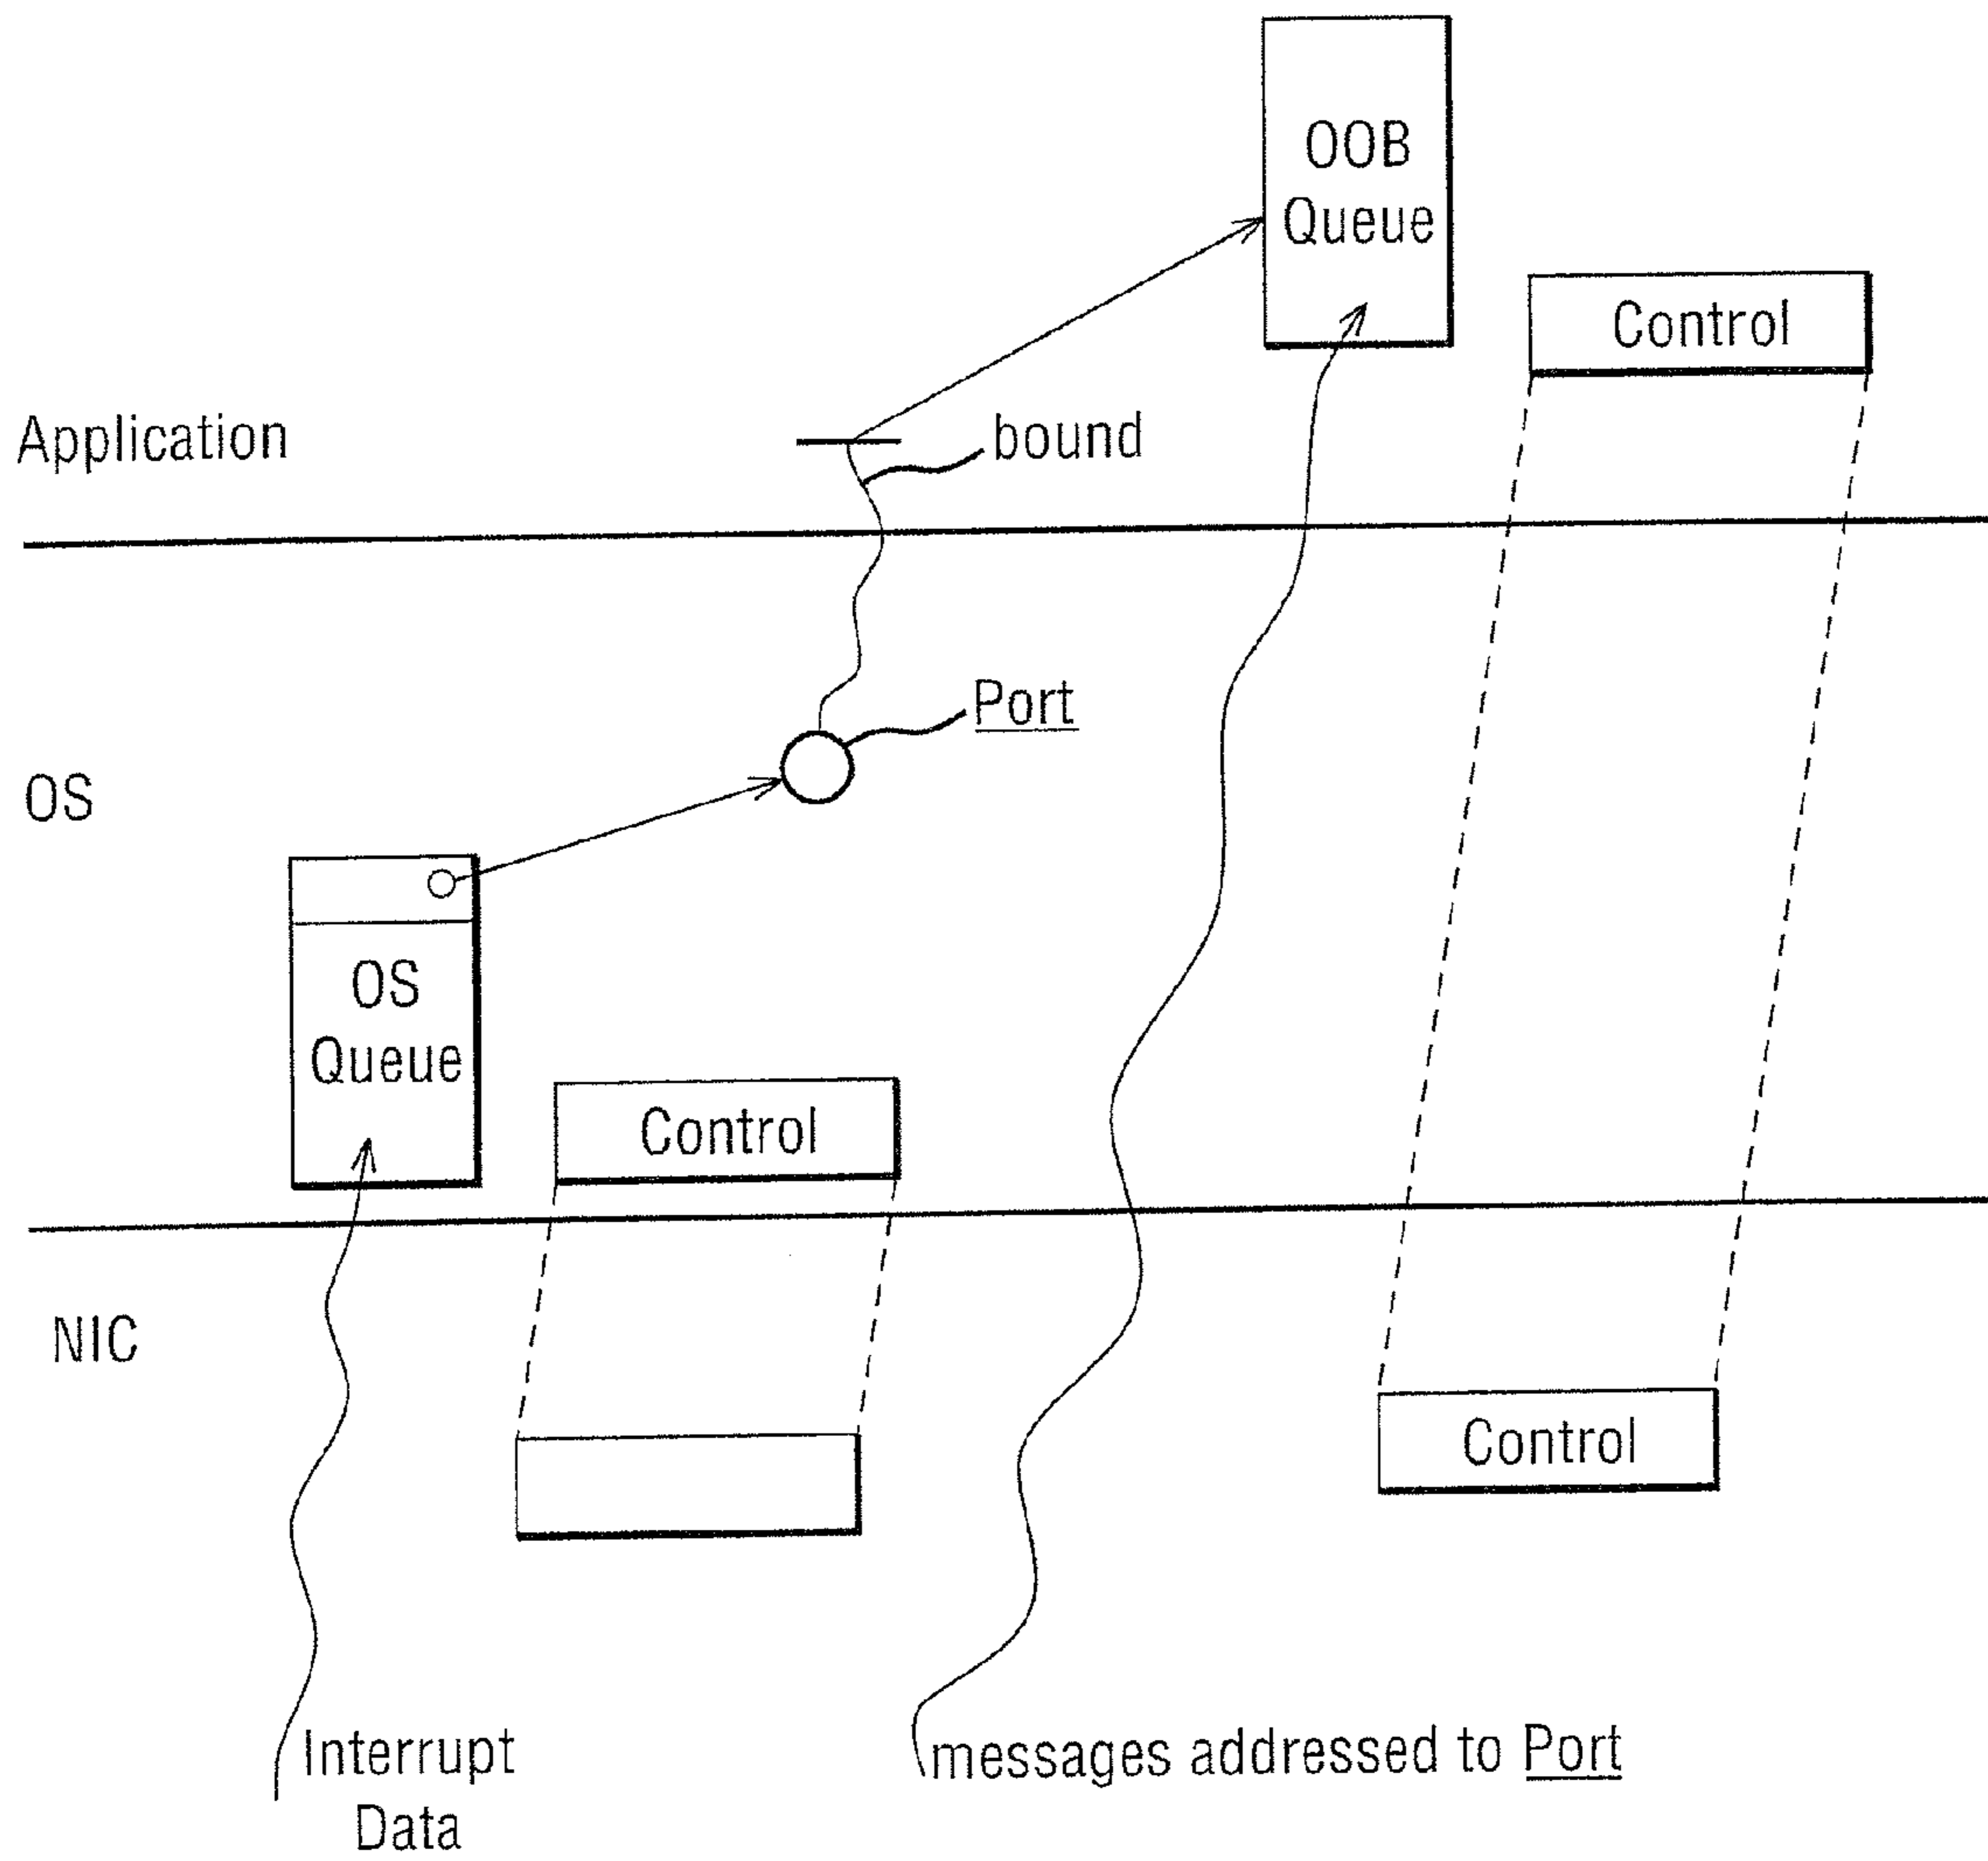 OOB
Queue
Control
Application
bound
Port
OS
OS
Queue
Control
NIC
Control
Interrupt
Data
messages addressed to Port